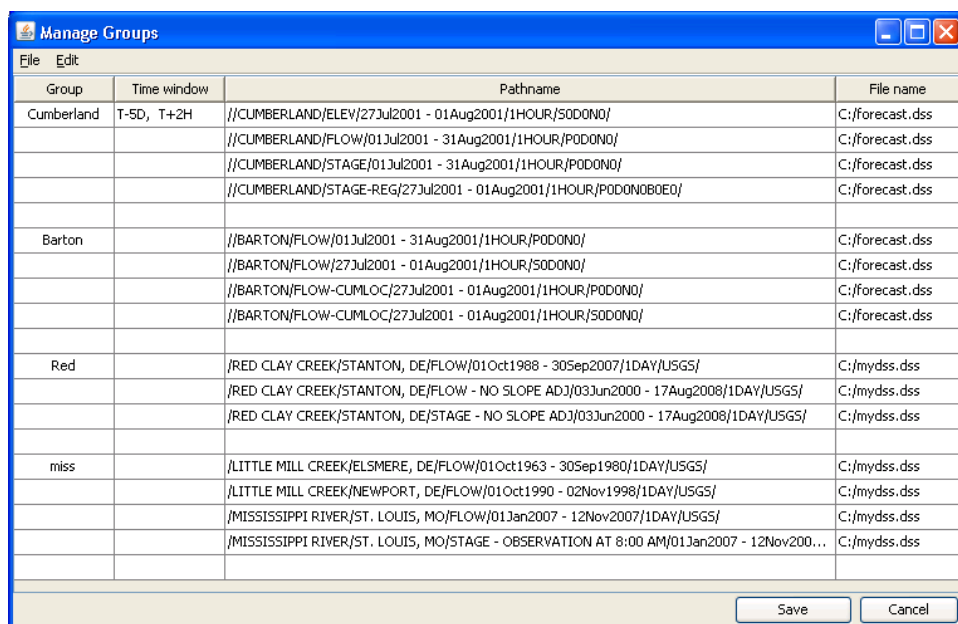 Manage Groups
File Edit
Group Time window Pathname File name
Cumberland T-5D, T+2H //CUMBERLAND/ELEV/27Jul2001 - 01Aug2001/1HOUR/S0D0N0/ C:/forecast.dss
//CUMBERLAND/FLOW/01Jul2001 - 31Aug2001/1HOUR/P0D0N0/ C:/forecast.dss
//CUMBERLAND/STAGE/01Jul2001 - 31Aug2001/1HOUR/P0D0N0/ C:/forecast.dss
//CUMBERLAND/STAGE-REG/27Jul2001 - 01Aug2001/1HOUR/P0D0N0B0E0/ C:/forecast.dss
Barton //BARTON/FLOW/01Jul2001 - 31Aug2001/1HOUR/P0D0N0/ C:/forecast.dss
//BARTON/FLOW/27Jul2001 - 01Aug2001/1HOUR/S0D0N0/ C:/forecast.dss
//BARTON/FLOW-CUMLOC/27Jul2001 - 01Aug2001/1HOUR/P0D0N0/ C:/forecast.dss
//BARTON/FLOW-CUMLOC/27Jul2001 - 01Aug2001/1HOUR/S0D0N0/ C:/forecast.dss
Red /RED CLAY CREEK/STANTON, DE/FLOW/01Oct1988 - 30Sep2007/1DAY/USGS/ C:/mydss.dss
/RED CLAY CREEK/STANTON, DE/FLOW - NO SLOPE ADJ/03Jun2000 - 17Aug2008/1DAY/USGS/ C:/mydss.dss
/RED CLAY CREEK/STANTON, DE/STAGE - NO SLOPE ADJ/03Jun2000 - 17Aug2008/1DAY/USGS/ C:/mydss.dss
miss /LITTLE MILL CREEK/ELSMERE, DE/FLOW/01Oct1963 - 30Sep1980/1DAY/USGS/ C:/mydss.dss
/LITTLE MILL CREEK/NEWPORT, DE/FLOW/01Oct1990 - 02Nov1998/1DAY/USGS/ C:/mydss.dss
/MISSISSIPPI RIVER/ST. LOUIS, MO/FLOW/01Jan2007 - 12Nov2007/1DAY/USGS/ C:/mydss.dss
/MISSISSIPPI RIVER/ST. LOUIS, MO/STAGE - OBSERVATION AT 8:00 AM/01Jan2007 - 12Nov200... C:/mydss.dss
Save Cancel